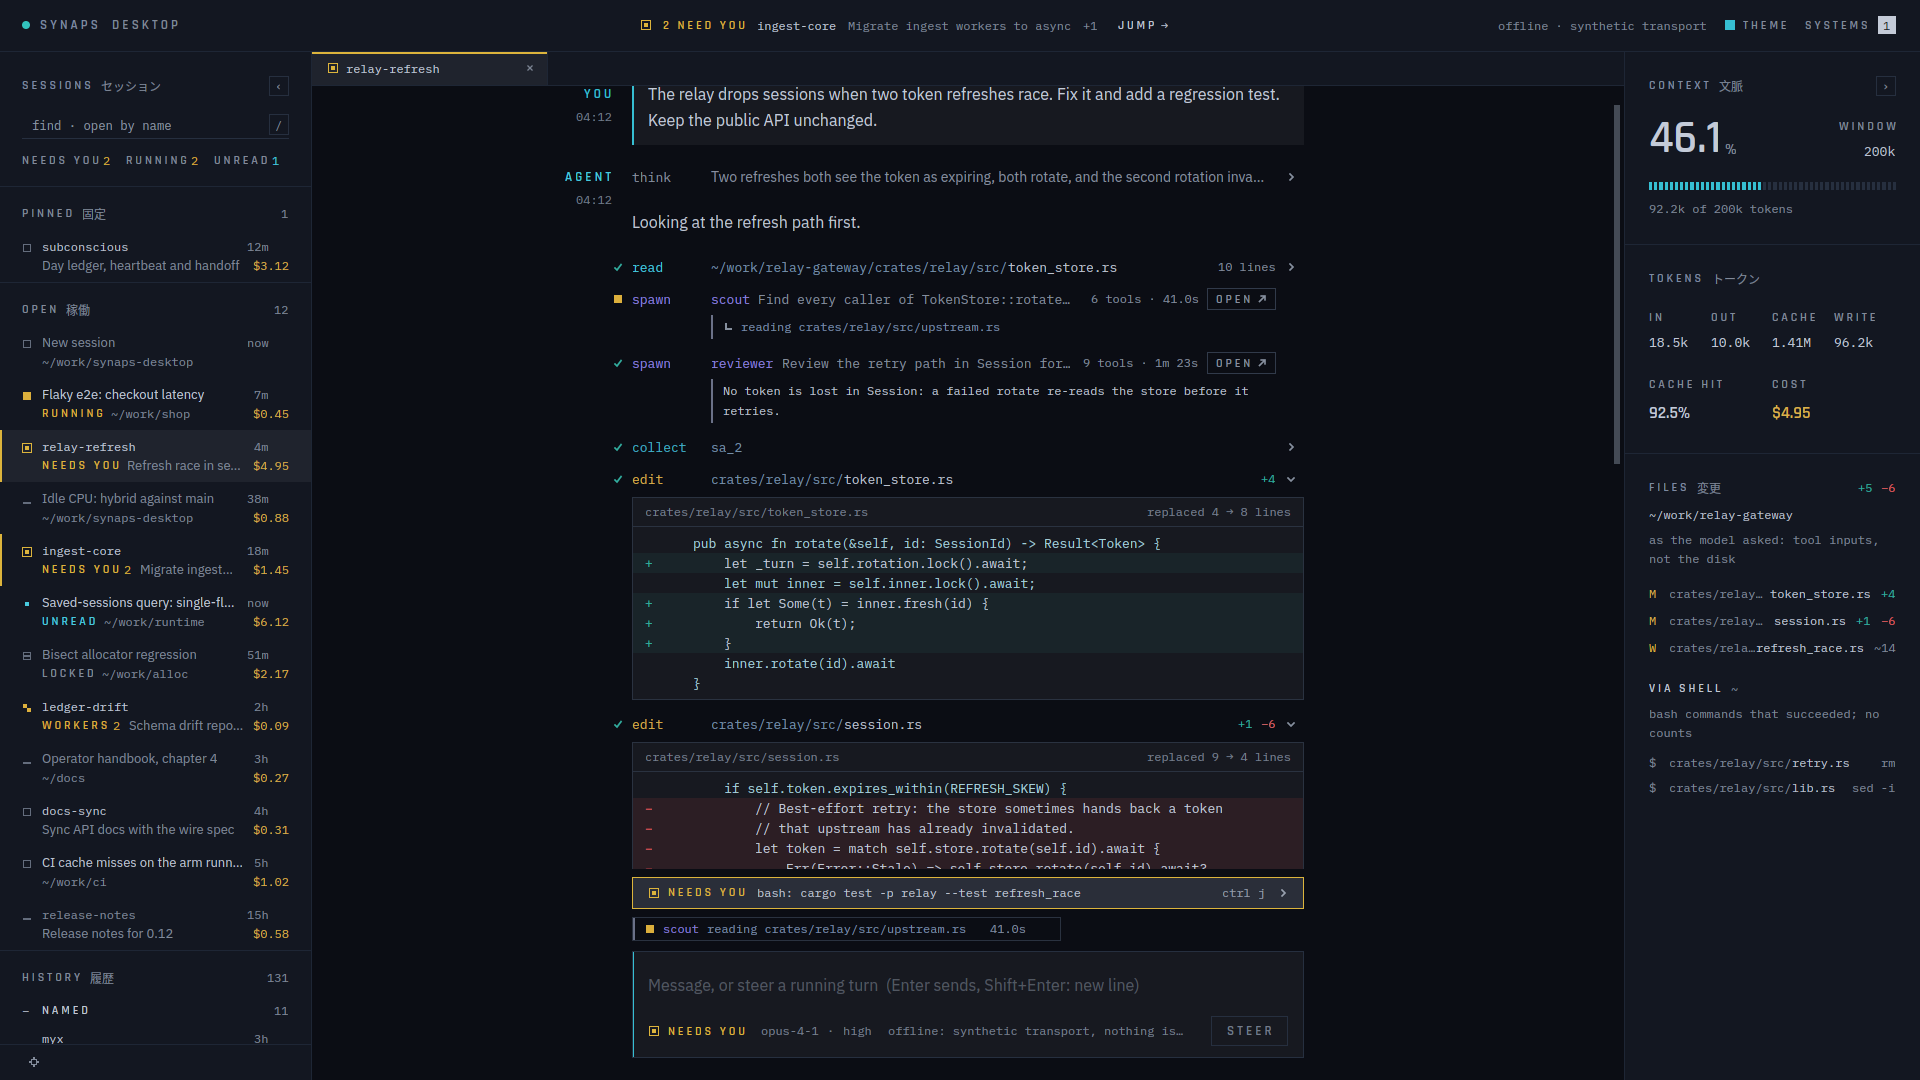 SYNAPS DESKTOP
2 NEED YOU ingest-core Migrate ingest workers to async +1 JUMP →
offline · synthetic transport THEME SYSTEMS 1
SESSIONS セッション ‹
find · open by name /
NEEDS YOU 2 RUNNING 2 UNREAD 1
PINNED 固定 1
subconscious 12m
Day ledger, heartbeat and handoff $3.12
OPEN 稼働 12
New session now
~/work/synaps-desktop
Flaky e2e: checkout latency 7m
RUNNING ~/work/shop $0.45
relay-refresh 4m
NEEDS YOU Refresh race in se… $4.95
Idle CPU: hybrid against main 38m
~/work/synaps-desktop $0.88
ingest-core 18m
NEEDS YOU 2 Migrate ingest… $1.45
Saved-sessions query: single-fl… now
UNREAD ~/work/runtime $6.12
Bisect allocator regression 51m
LOCKED ~/work/alloc $2.17
ledger-drift 2h
WORKERS 2 Schema drift repo… $0.09
Operator handbook, chapter 4 3h
~/docs $0.27
docs-sync 4h
Sync API docs with the wire spec $0.31
CI cache misses on the arm runn… 5h
~/work/ci $1.02
release-notes 15h
Release notes for 0.12 $0.58
HISTORY 履歴 131
– NAMED 11
myx 3h
relay-refresh ×
YOU
04:12
The relay drops sessions when two token refreshes race. Fix it and add a regression test.
Keep the public API unchanged.
AGENT
04:12
think Two refreshes both see the token as expiring, both rotate, and the second rotation inva… ›
Looking at the refresh path first.
✓ read ~/work/relay-gateway/crates/relay/src/token_store.rs 10 lines ›
spawn scout Find every caller of TokenStore::rotate… 6 tools · 41.0s OPEN ↗
reading crates/relay/src/upstream.rs
✓ spawn reviewer Review the retry path in Session for… 9 tools · 1m 23s OPEN ↗
No token is lost in Session: a failed rotate re-reads the store before it
retries.
✓ collect sa_2 ›
✓ edit crates/relay/src/token_store.rs +4
crates/relay/src/token_store.rs replaced 4 → 8 lines
pub async fn rotate(&self, id: SessionId) -> Result<Token> {
+ let _turn = self.rotation.lock().await;
let mut inner = self.inner.lock().await;
+ if let Some(t) = inner.fresh(id) {
+ return Ok(t);
+ }
inner.rotate(id).await
}
✓ edit crates/relay/src/session.rs +1 −6
crates/relay/src/session.rs replaced 9 → 4 lines
if self.token.expires_within(REFRESH_SKEW) {
− // Best-effort retry: the store sometimes hands back a token
− // that upstream has already invalidated.
− let token = match self.store.rotate(self.id).await {
− Err(Error::Stale) => self.store.rotate(self.id).await?
NEEDS YOU bash: cargo test -p relay --test refresh_race ctrl j ›
scout reading crates/relay/src/upstream.rs 41.0s
Message, or steer a running turn (Enter sends, Shift+Enter: new line)
NEEDS YOU opus-4-1 · high offline: synthetic transport, nothing is… STEER
CONTEXT 文脈 ›
46.1% WINDOW
200k
92.2k of 200k tokens
TOKENS トークン
IN OUT CACHE WRITE
18.5k 10.0k 1.41M 96.2k
CACHE HIT COST
92.5% $4.95
FILES 変更 +5 −6
~/work/relay-gateway
as the model asked: tool inputs,
not the disk
M crates/relay… token_store.rs +4
M crates/relay… session.rs +1 −6
W crates/rela…refresh_race.rs ~14
VIA SHELL ~
bash commands that succeeded; no
counts
$ crates/relay/src/retry.rs rm
$ crates/relay/src/lib.rs sed -i